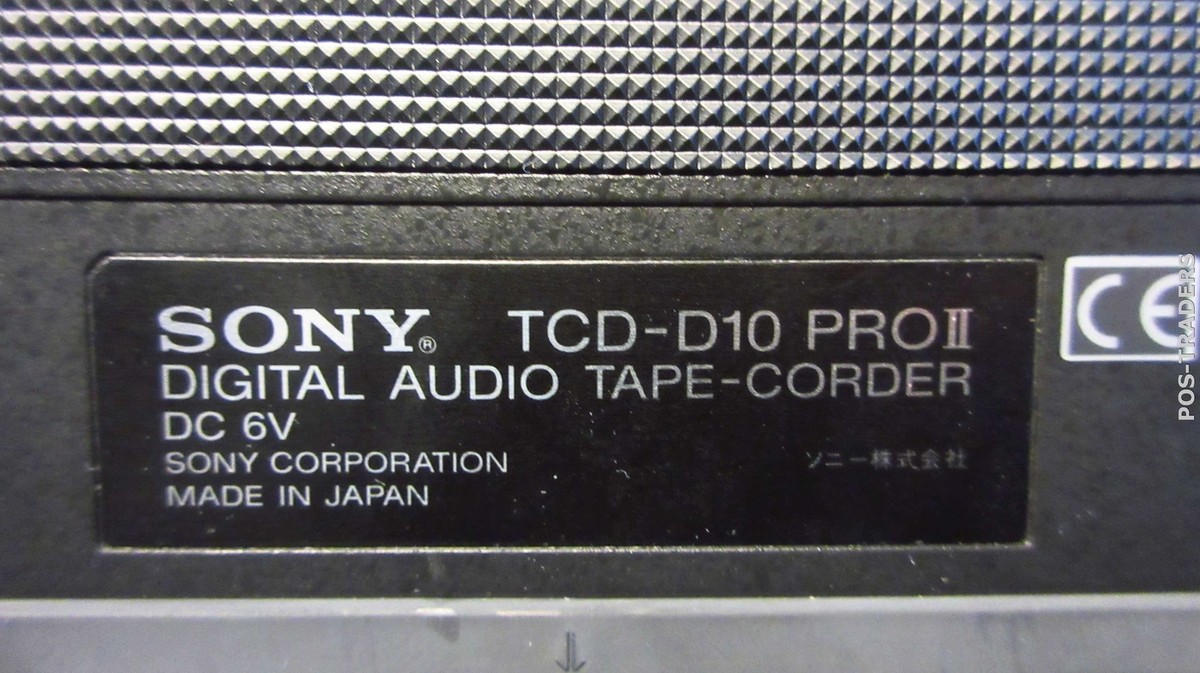 SONY® TCD-D10 PROII
DIGITAL AUDIO TAPE-CORDER
DC 6V
SONY CORPORATION ソニー株式会社
MADE IN JAPAN
CE
POS-TRADERS